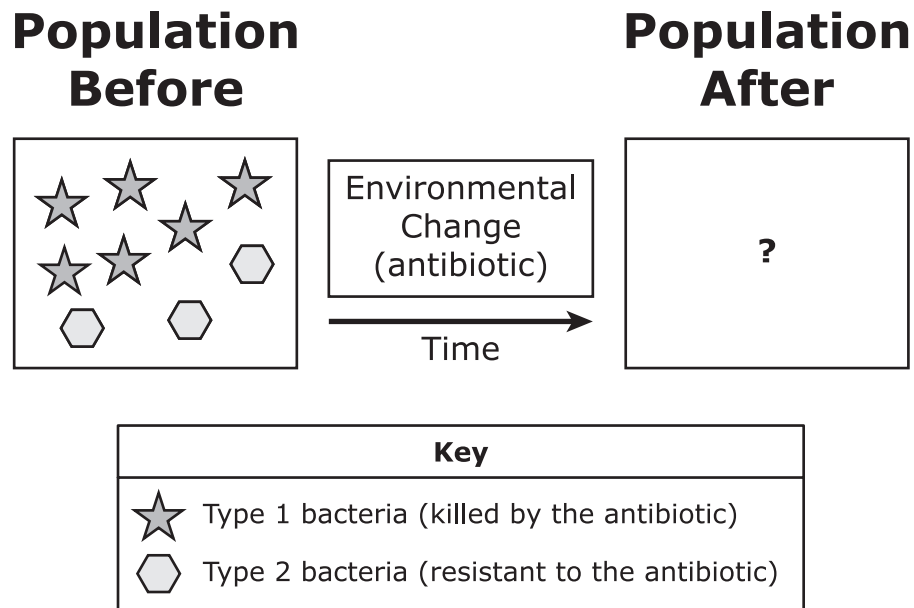 Population
Before
Population
After
Environmental
Change
(antibiotic)
Time
?
Key
Type 1 bacteria (killed by the antibiotic)
Type 2 bacteria (resistant to the antibiotic)